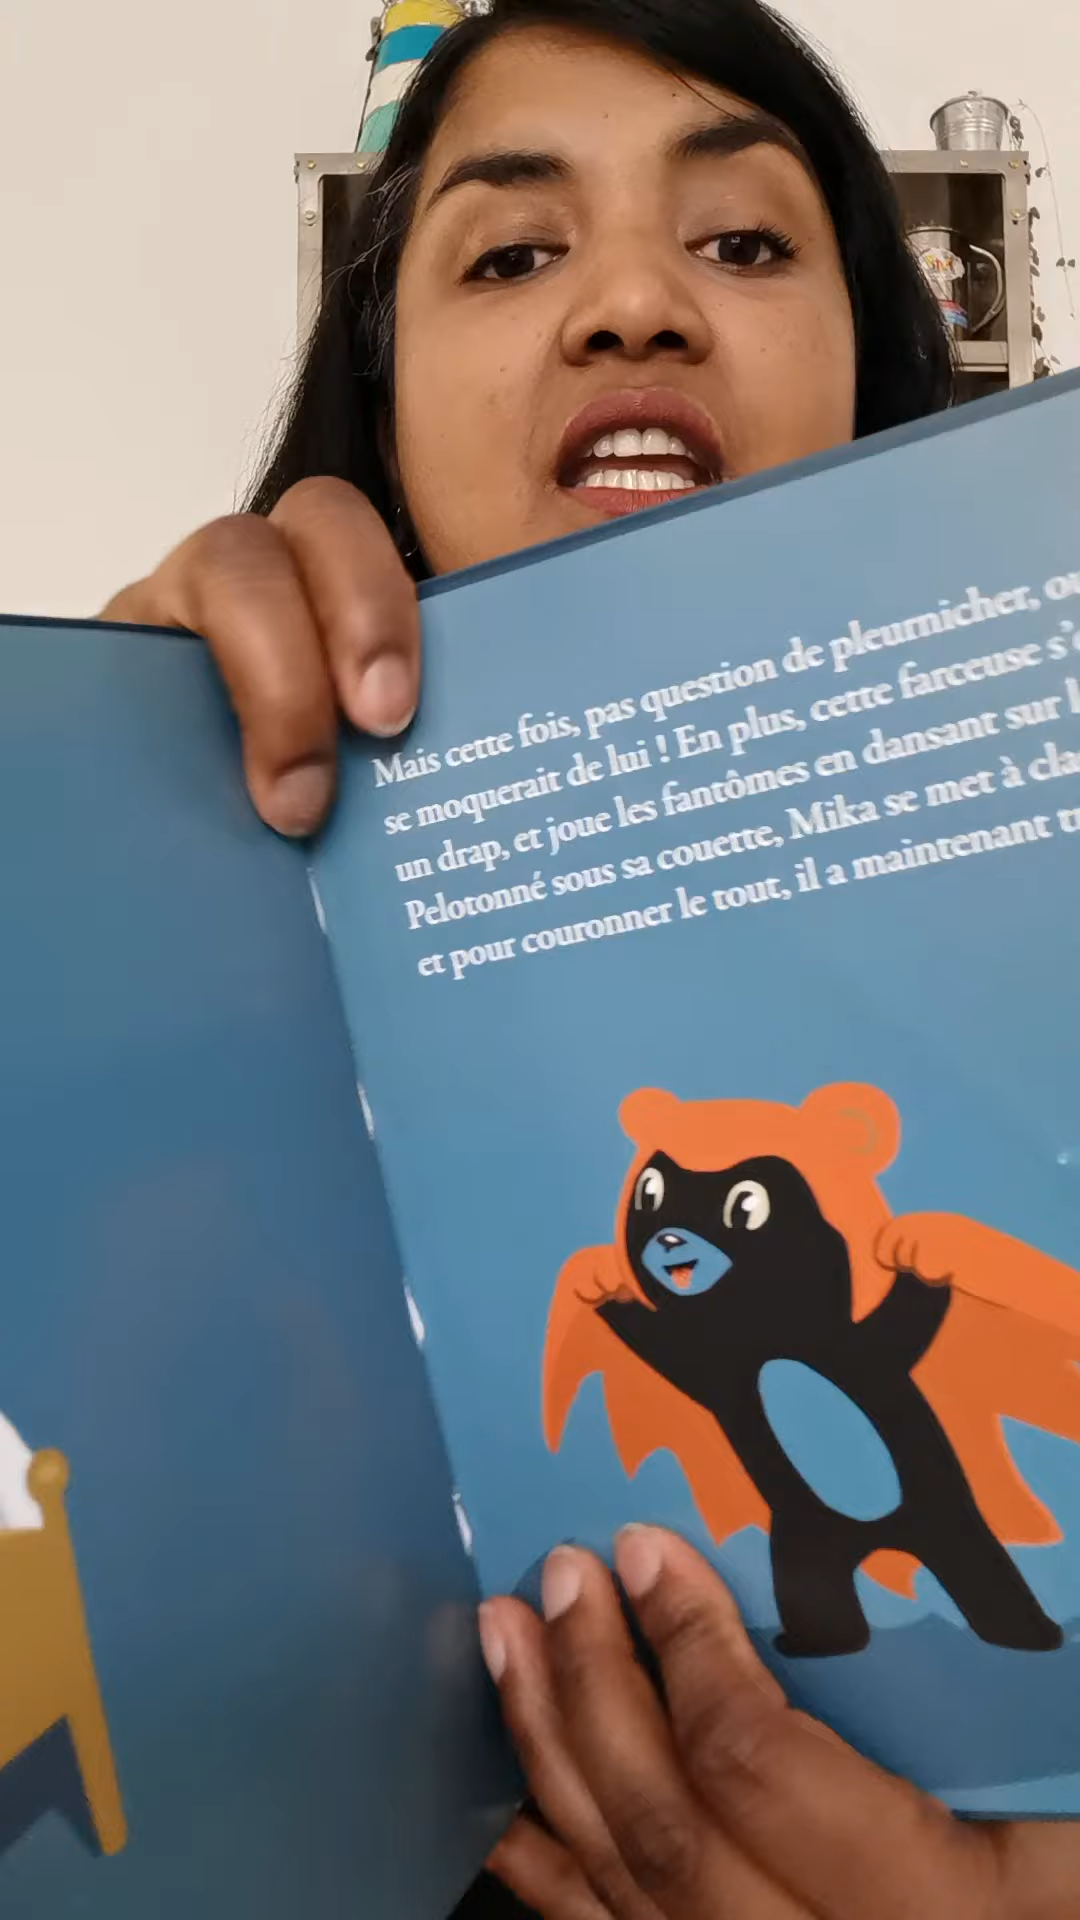 Mais cette fois, pas question de pleurnicher,
se moquerait de lui ! En plus, cette farceuse
un drap, et joue les fantômes en dansant sur
Pelotonné sous sa couette, Mika se met à
et pour couronner le tout, il a maintenant